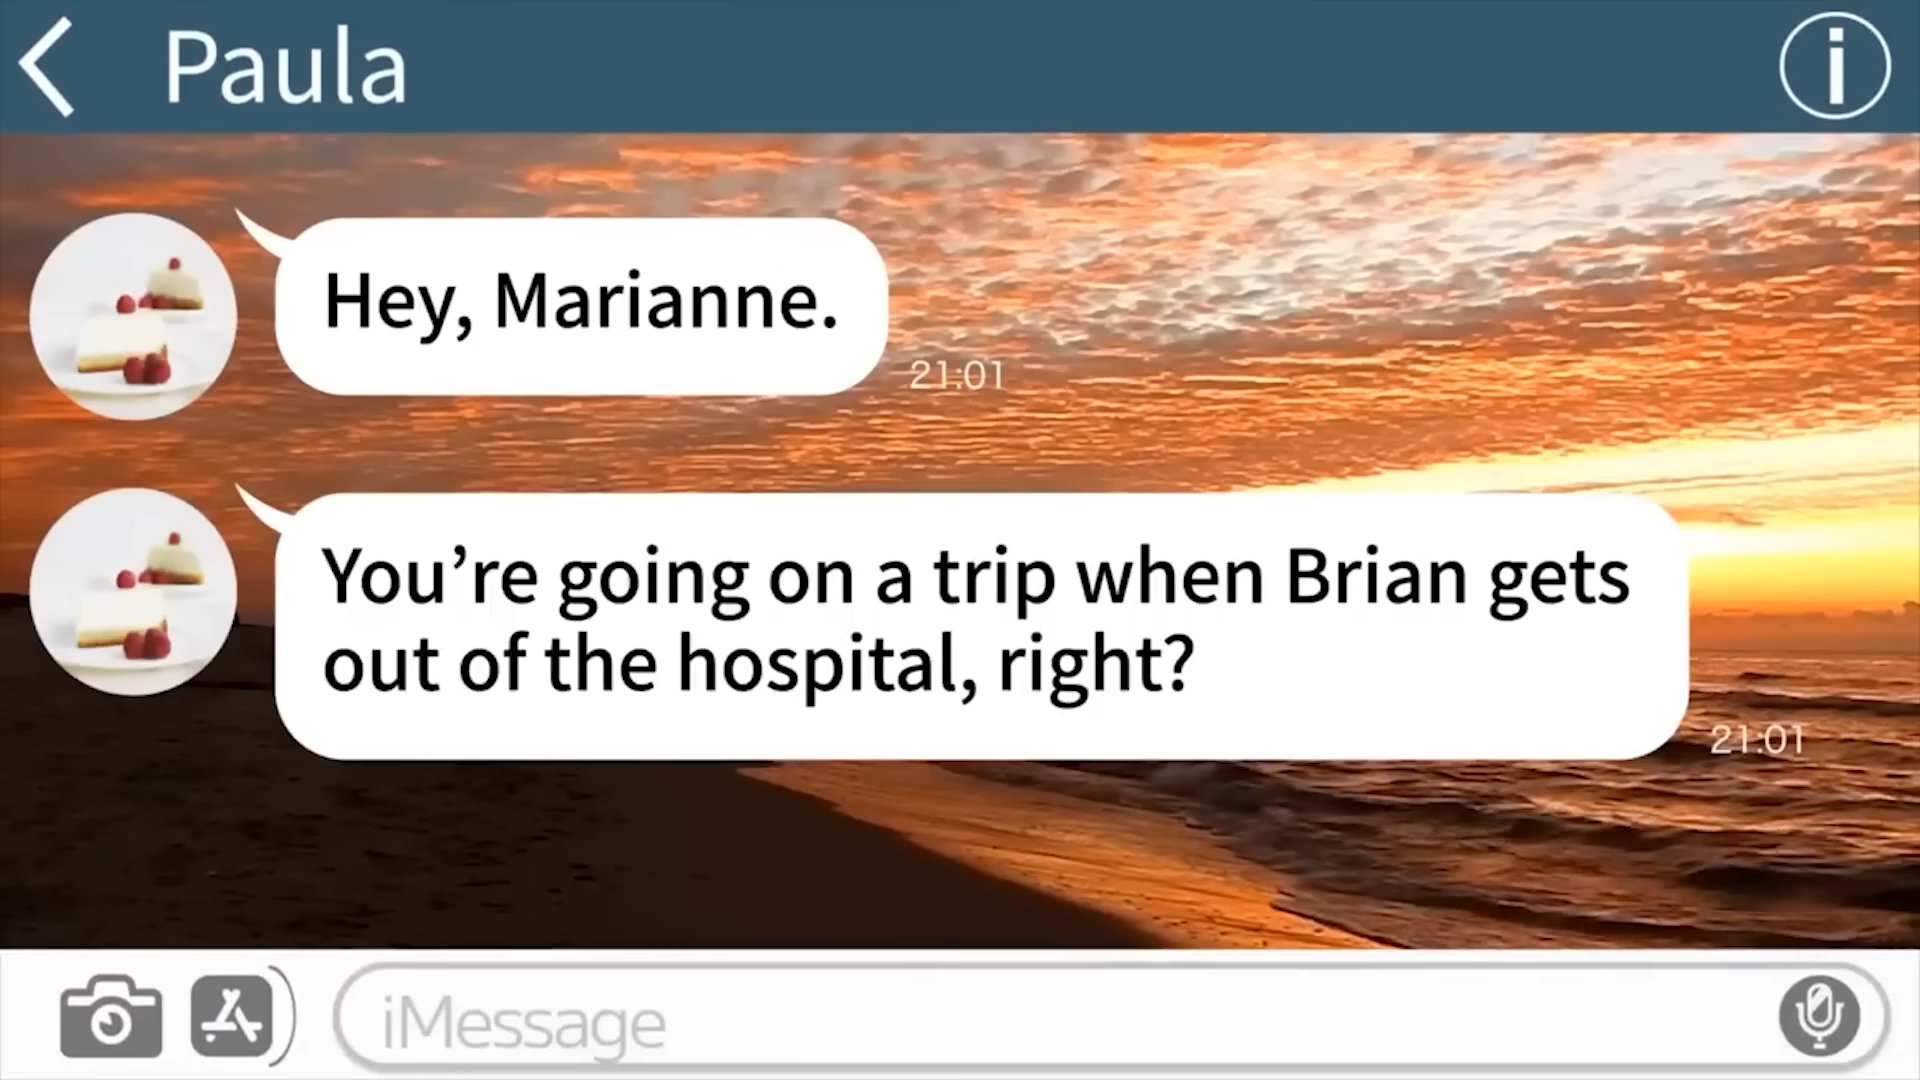 Paula
Hey, Marianne.
21:01
You’re going on a trip when Brian gets
out of the hospital, right?
21:01
iMessage